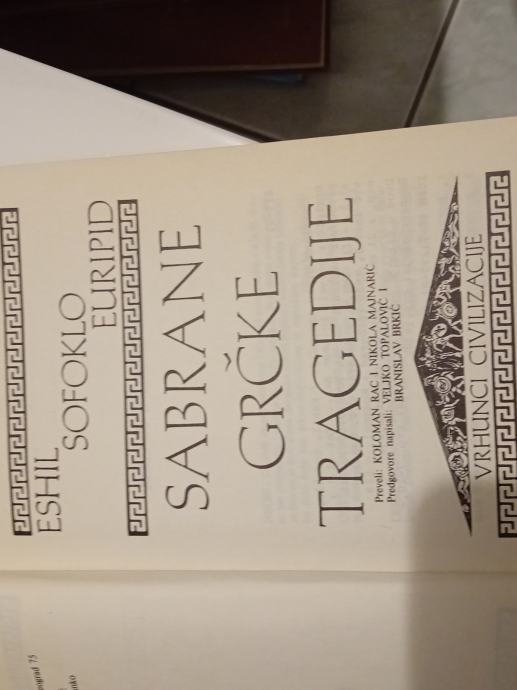 ESHIL
SOFOKLO
EURIPID
SABRANE
GRČKE
TRAGEDIJE
Preveli: KOLOMAN RAC I NIKOLA MAJNARIĆ
Predgovore napisali: VELJKO TOPALOVIĆ I
BRANISLAV BRKIĆ
VRHUNCI CIVILIZACIJE
75